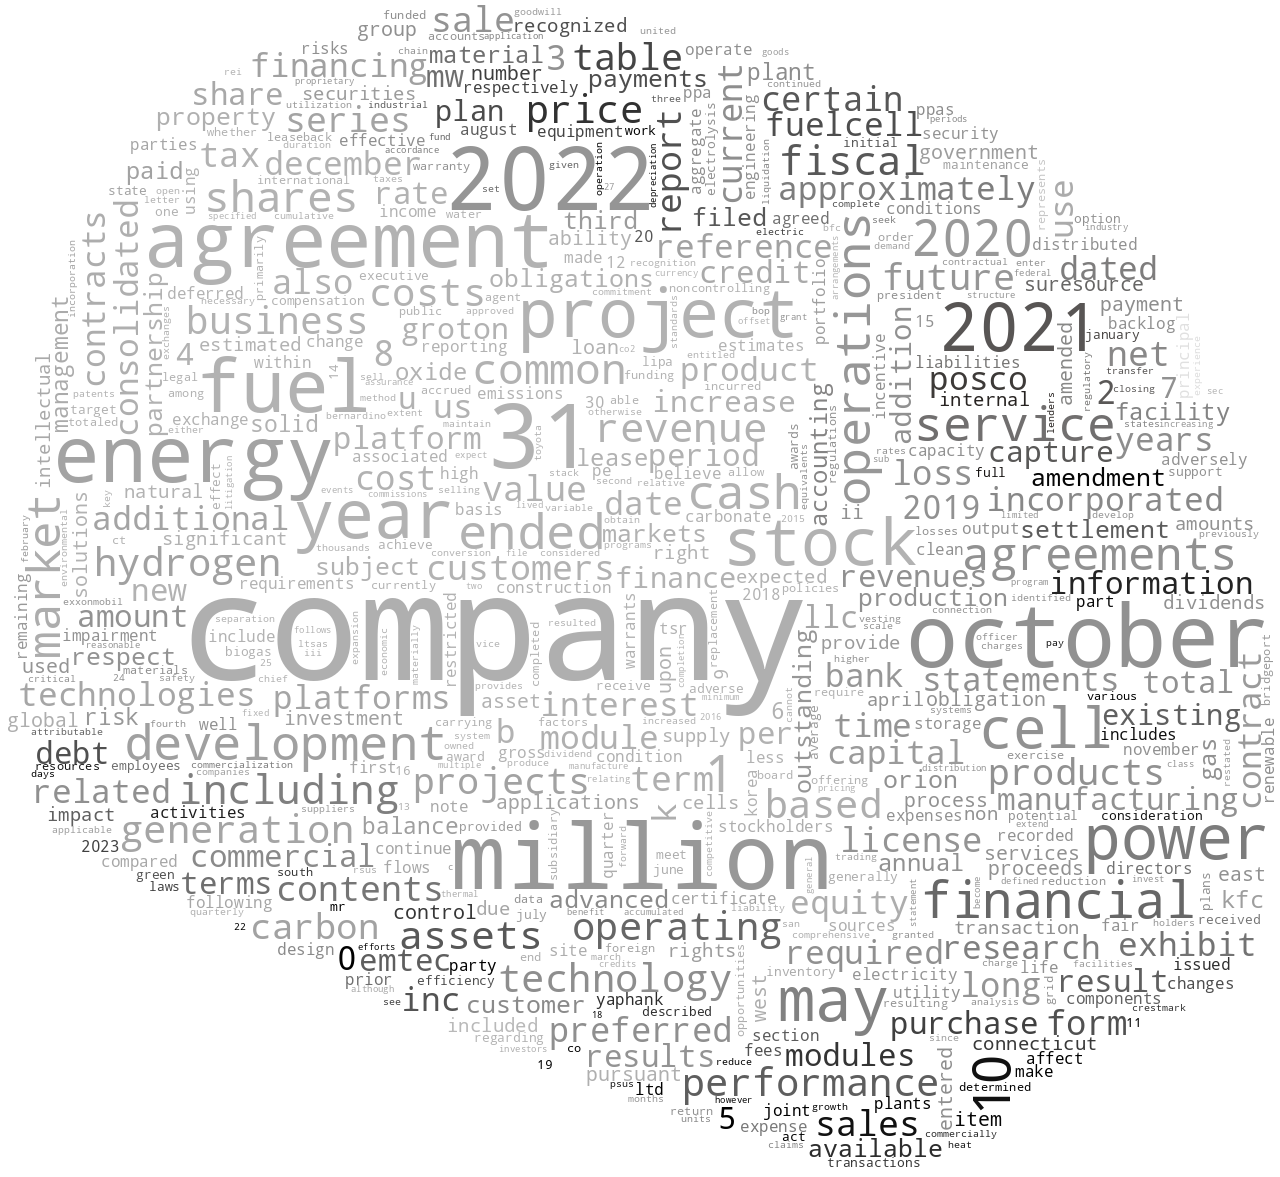 goodwill
funded
sale
recognized
united
group
accounts
application
risks
chain
material
3
table
operate
goods
rei
financing
mw
number
payments
plant
continued
proprietary
respectively
current
share
securities
utilization
industrial
plan
price
three
ppa
certain
ppas
property
series
august
equipment
work
report
aggregate
electrolysis
engineering
liquidation
fuelcell
periods
whether
leaseback
duration
effective
fund
accordance
initial
security
parties
tax
december
warranty
2022
given
operation
depreciation
fiscal
government
maintenance
paid
international
taxes
set
27
approximately
represents
use
state
open
using
shares
rate
income
water
third
filed
agreed
complete
conditions
option
letter
one
specified
cumulative
agreement
ability
20
electric
bfc
seek
order
demand
2020
industry
distributed
contracts
consolidated
primarily
made
12
reference
recognition
currency
credit
arrangements
operations
contractual
enter
federal
dated
incorporation
partnership
deferred
also
executive
costs
obligations
noncontrolling
portfolio
future
suresource
necessary
exchanges
compensation
public
agent
approved
commitment
project
standards
bop
offset
grant
president
structure
payment
management
business
estimated
change
reporting
groton
loan
co2
estimates
15
2021
january
backlog
principal
experience
4
within
8
lipa
entitled
incentive
addition
liabilities
amended
regulatory
transfer
net
intellectual
legal
among
fuel
14
sell
assurance
oxide
common
funding
product
posco
internal
2
closing
7
sec
patents
target
totaled
exchange
either
solid
bernardino
method
extent
u
us
accrued
emissions
30
able
otherwise
incurred
increase
accounting
regulations
service
lenders
facility
states
increasing
energy
litigation
effect
platform
maintain
expect
31
toyota
revenue
awards
equivalents
sub
rates
capacity
capture
years
adversely
support
february
environmental
market
solutions
key
natural
associated
cost
high
stack
lease
pe
period
second
relative
believe
allow
loss
full
amendment
events
commissions
selling
lived
variable
value
date
cash
2015
ii
2019
incorporated
limited
develop
additional
significant
basis
ended
obtain
programs
markets
carbonate
stock
losses
output
settlement
amounts
previously
ct
thousands
achieve
conversion
file
considered
right
clean
agreements
hydrogen
year
subject
customers
finance
expected
policies
revenues
program
identified
information
exxonmobil
new
requirements
currently
two
construction
2018
production
connection
part
dividends
remaining
amount
separation
include
follows
ltsas
iii
expansion
economic
materially
restricted
company
vice
resulted
completed
warrants
upon
tsr
completion
replacement
9
llc
vesting
scale
officer
charges
pay
october
impairment
reasonable
respect
biogas
25
chief
provide
outstanding
bank
higher
statements
total
contract
renewable
bridgeport
used
critical
24
materials
safety
provides
receive
adverse
minimum
cannot
require
april
obligation
various
technologies
platforms
asset
interest
increased
2016
6
average
time
systems
storage
cell
existing
includes
global
risk
fourth
well
fixed
investment
carrying
factors
attributable
system
owned
b
module
supply
per
exercise
november
class
restated
gas
debt
resources
days
employees
development
commercialization
companies
award
multiple
gross
dividend
produce
manufacture
condition
relating
less
board
offering
pricing
capital
distribution
orion
products
related
including
first
16
projects
term
1
korea
based
process
manufacturing
impact
activities
suppliers
13
note
applications
k
cells
competitive
stockholders
expenses
non
potential
extend
consideration
applicable
2023
generation
balance
provided
continue
subsidiary
quarter
forward
million
license
recorded
services
power
compared
green
laws
commercial
flows
c
meet
june
general
trading
generally
annual
proceeds
directors
following
south
terms
rsus
contents
thermal
advanced
certificate
liability
equity
statement
become
defined
reduction
invest
plans
east
quarterly
mr
control
due
data
july
benefit
accumulated
san
sources
financial
holders
kfc
received
22
carbon
assets
operating
comprehensive
granted
transaction
fair
design
0
efforts
emtec
party
end
site
foreign
march
credits
rights
opportunities
required
research
exhibit
prior
efficiency
technology
west
inventory
electricity
charge
life
facilities
issued
although
see
inc
customer
yaphank
described
may
utility
resulting
analysis
long
grid
components
result
changes
crestmark
included
regarding
18
preferred
section
since
purchase
form
11
investors
co
results
reduce
fees
modules
entered
connecticut
affect
19
pursuant
performance
10
make
psus
ltd
determined
months
however
return
units
5
joint
growth
plants
item
expense
act
sales
commercially
claims
available
heat
transactions